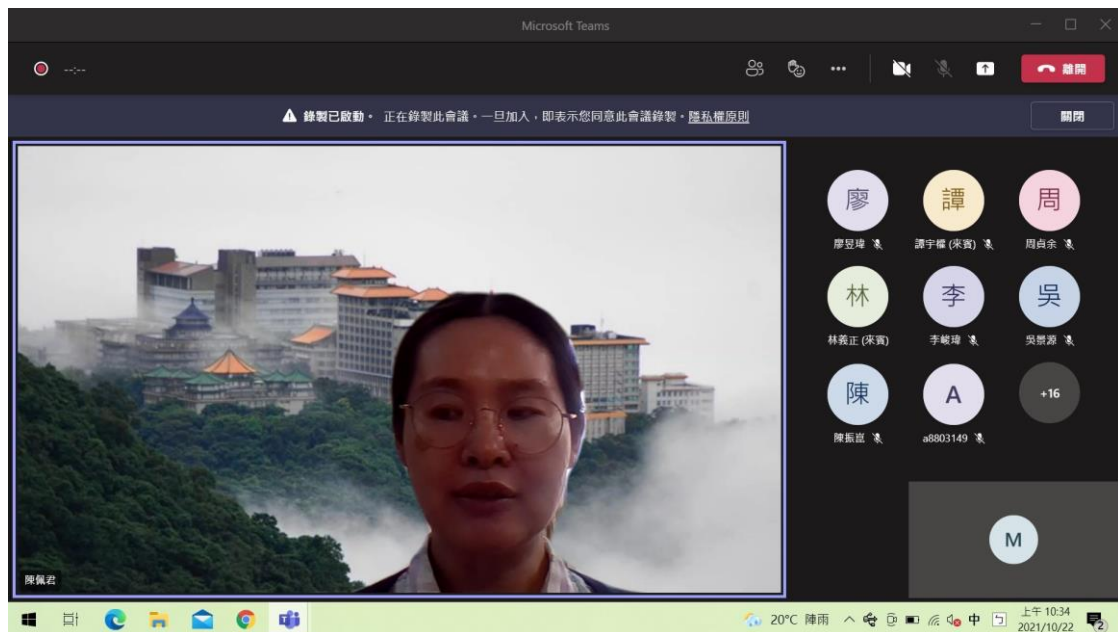 Microsoft Teams
--:--
離開
錄製已啟動。 正在錄製此會議。一旦加入，即表示您同意此會議錄製。隱私權原則
關閉
廖 譚 周
廖昱瑋 譚宇權 (來賓) 周貞余
林 李 吳
林義正 (來賓) 李峻瑋 吳景源
陳 A +16
陳振崑 a8803149
M
陳佩君
20°C 陣雨 中 上午 10:34
2021/10/22 2